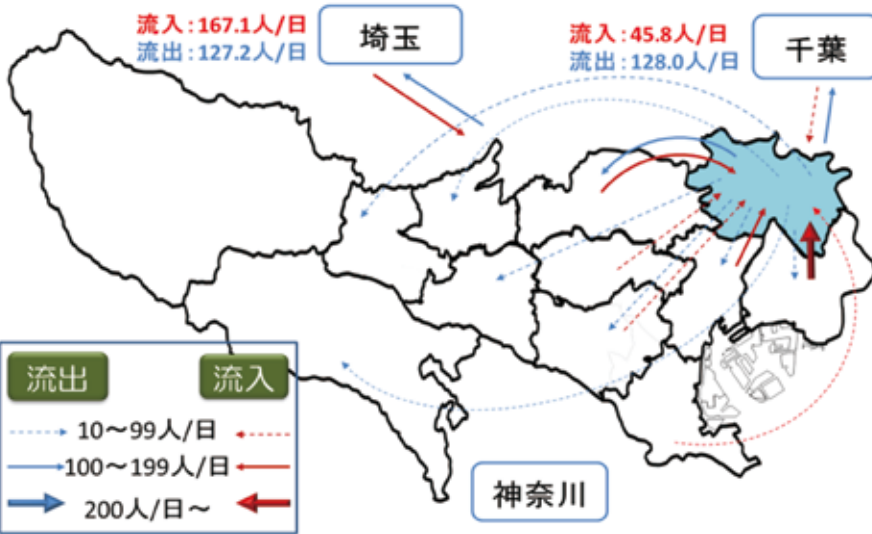 流入:167.1人/日
流出:127.2人/日
埼玉
流入:45.8人/日
流出:128.0人/日
千葉
流出
流入
10～99人/日
100～199人/日
200人/日～
神奈川